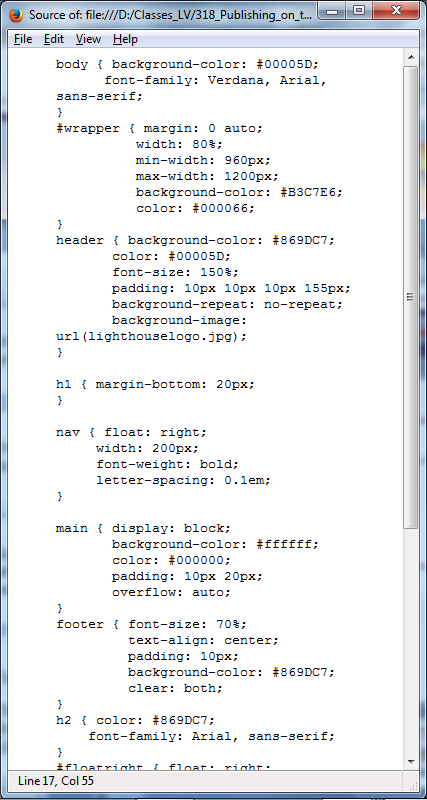 Source of: file:///D:/Classes_LV/318_Publishing_on_t...
File Edit View Help
body { background-color: #00005D;
font-family: Verdana, Arial,
sans-serif;
}
#wrapper { margin: 0 auto;
width: 80%;
min-width: 960px;
max-width: 1200px;
background-color: #B3C7E6;
color: #000066;
}
header { background-color: #869DC7;
color: #00005D;
font-size: 150%;
padding: 10px 10px 10px 155px;
background-repeat: no-repeat;
background-image:
url(lighthouselogo.jpg);
}
h1 { margin-bottom: 20px;
}
nav { float: right;
width: 200px;
font-weight: bold;
letter-spacing: 0.1em;
}
main { display: block;
background-color: #ffffff;
color: #000000;
padding: 10px 20px;
overflow: auto;
}
footer { font-size: 70%;
text-align: center;
padding: 10px;
background-color: #869DC7;
clear: both;
}
h2 { color: #869DC7;
font-family: Arial, sans-serif;
}
#floatright { float: right;
Line 17, Col 55